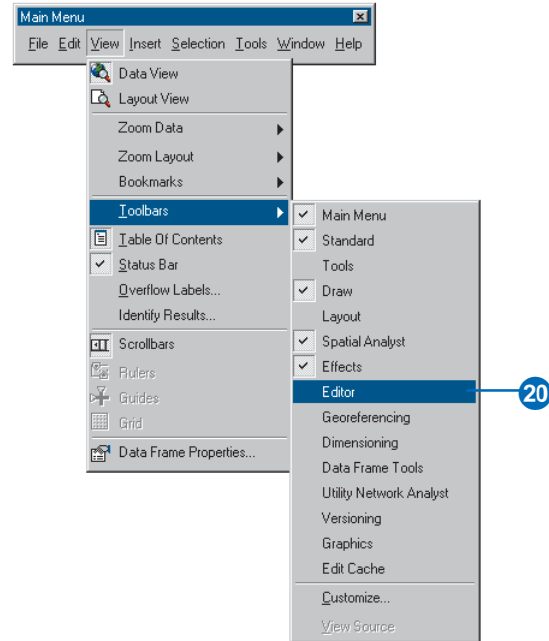 Main Menu
File Edit View Insert Selection Tools Window Help
Data View
Layout View
Zoom Data
Zoom Layout
Bookmarks
Toolbars
Table Of Contents
Status Bar
Overflow Labels...
Identify Results...
Scrollbars
Rulers
Guides
Grid
Data Frame Properties...
Main Menu
Standard
Tools
Draw
Layout
Spatial Analyst
Effects
Editor
20
Georeferencing
Dimensioning
Data Frame Tools
Utility Network Analyst
Versioning
Graphics
Edit Cache
Customize...
View Source